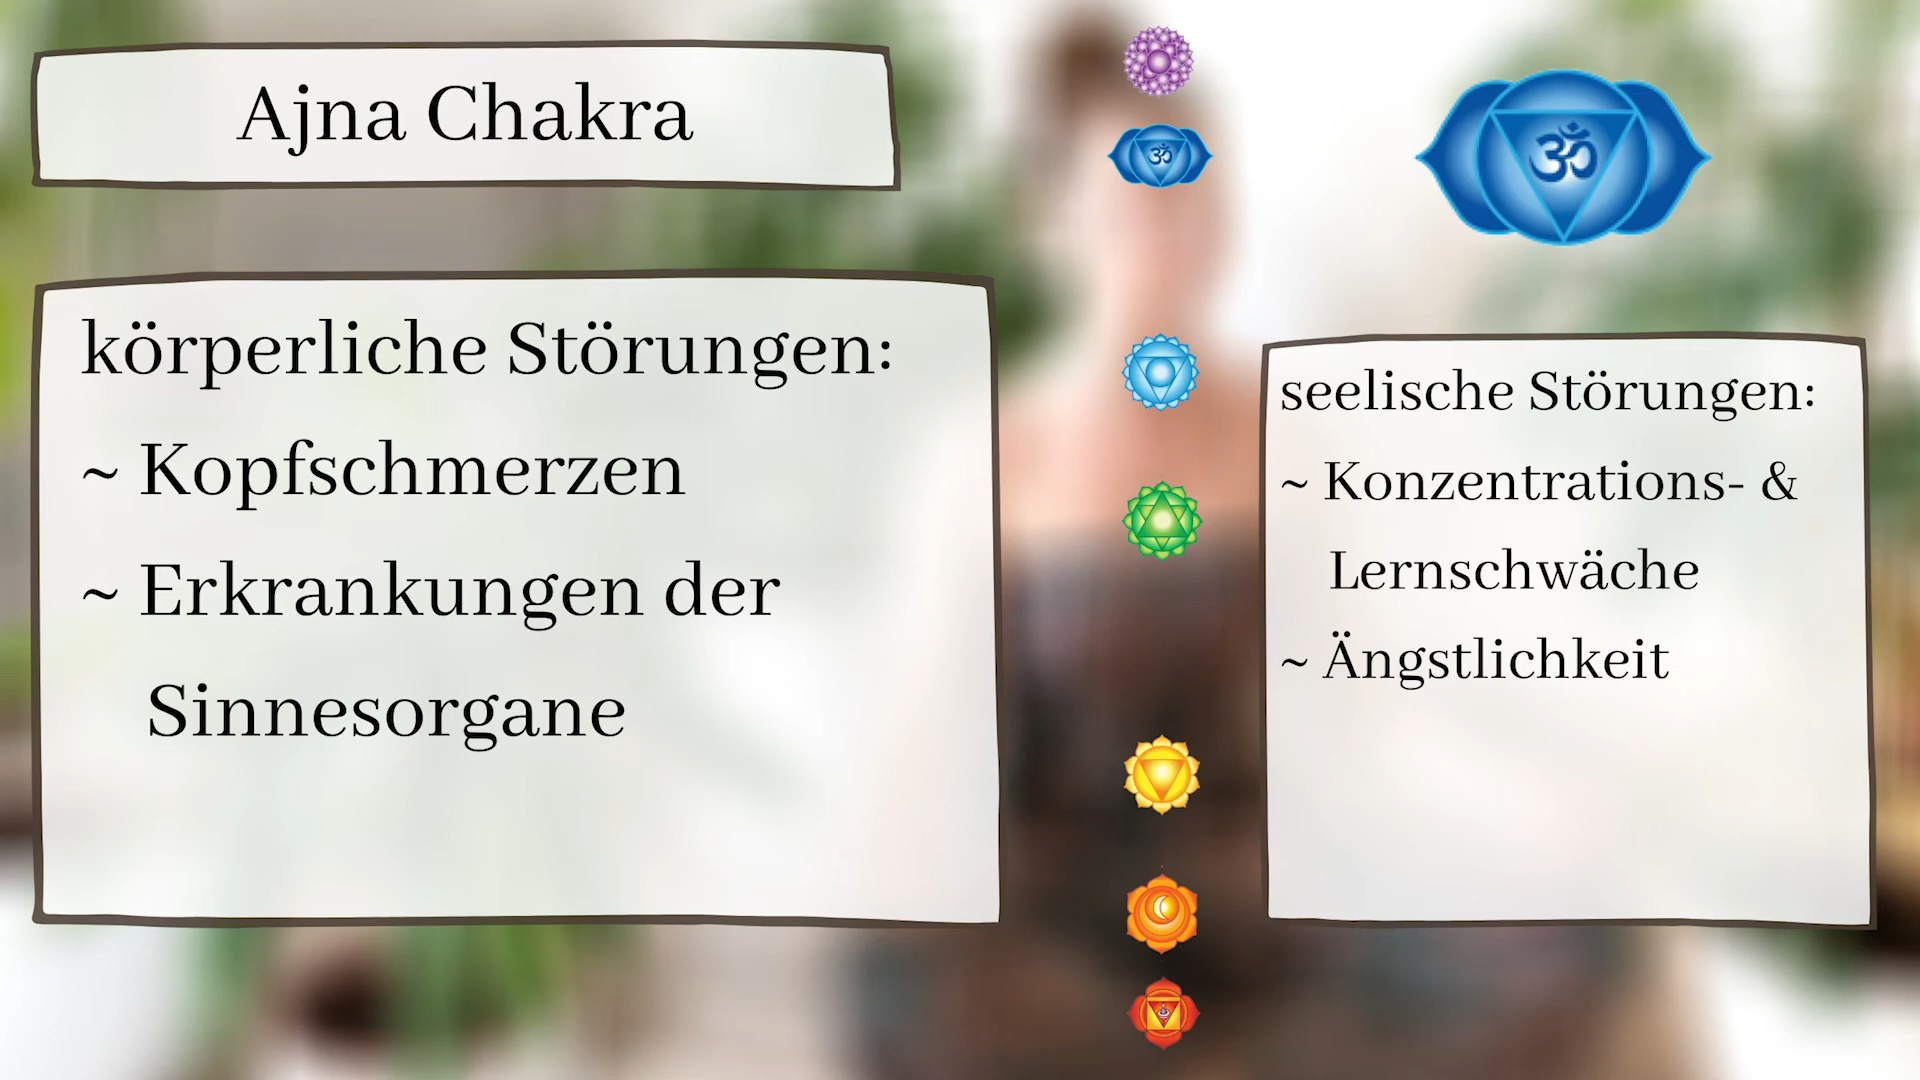 Ajna Chakra
körperliche Störungen:
~ Kopfschmerzen
~ Erkrankungen der
Sinnesorgane
ॐ
ॐ
seelische Störungen:
~ Konzentrations- &
Lernschwäche
~ Ängstlichkeit